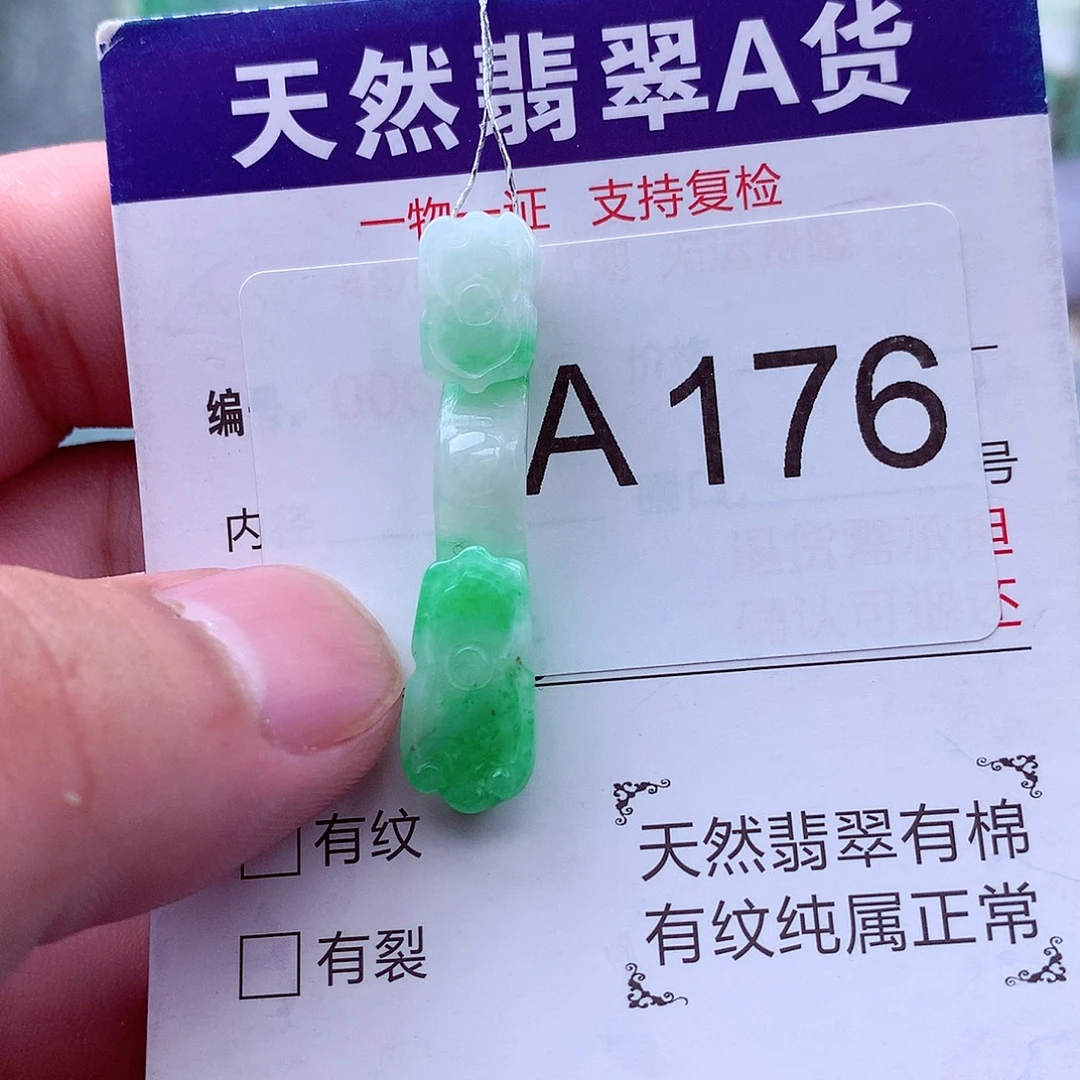 天然翡翠A货
一物一证 支持复检
A176
编
号
内
有纹
有裂
天然翡翠有棉
有纹纯属正常